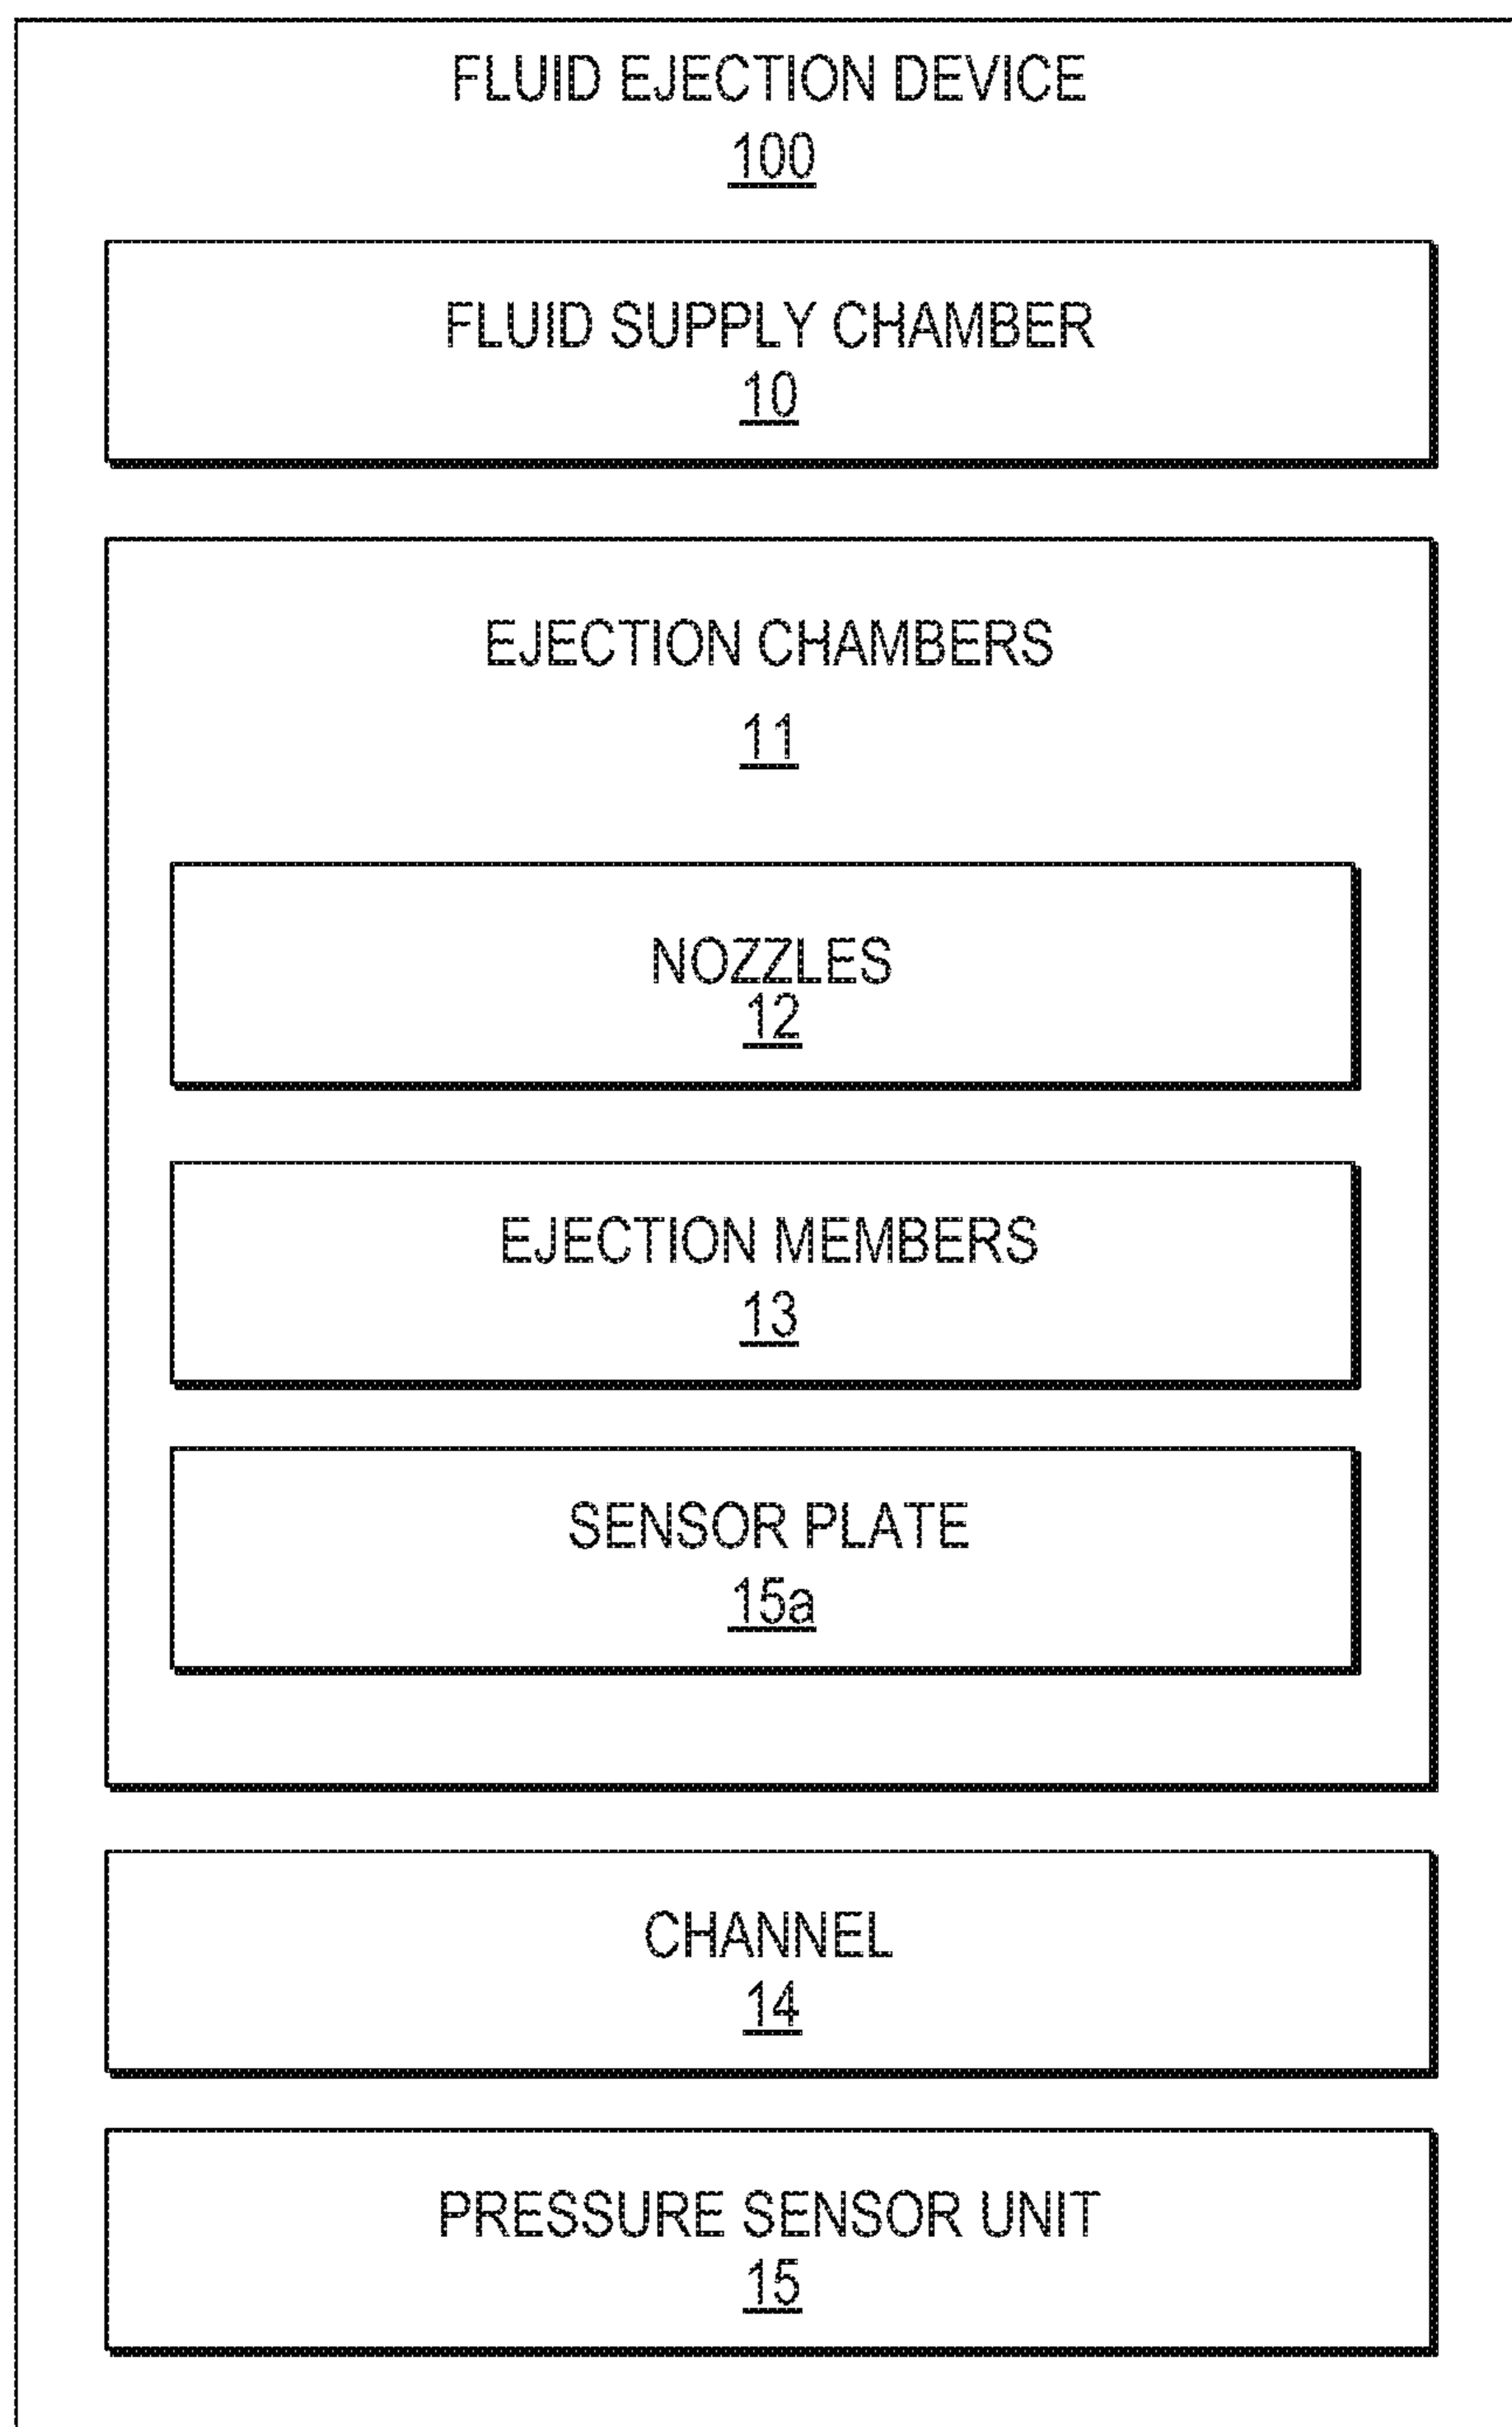 FLUID EJECTION DEVICE
100
FLUID SUPPLY CHAMBER
10
EJECTION CHAMBERS
11
NOZZLES
12
EJECTION MEMBERS
13
SENSOR PLATE
15a
CHANNEL
14
PRESSURE SENSOR UNIT
15